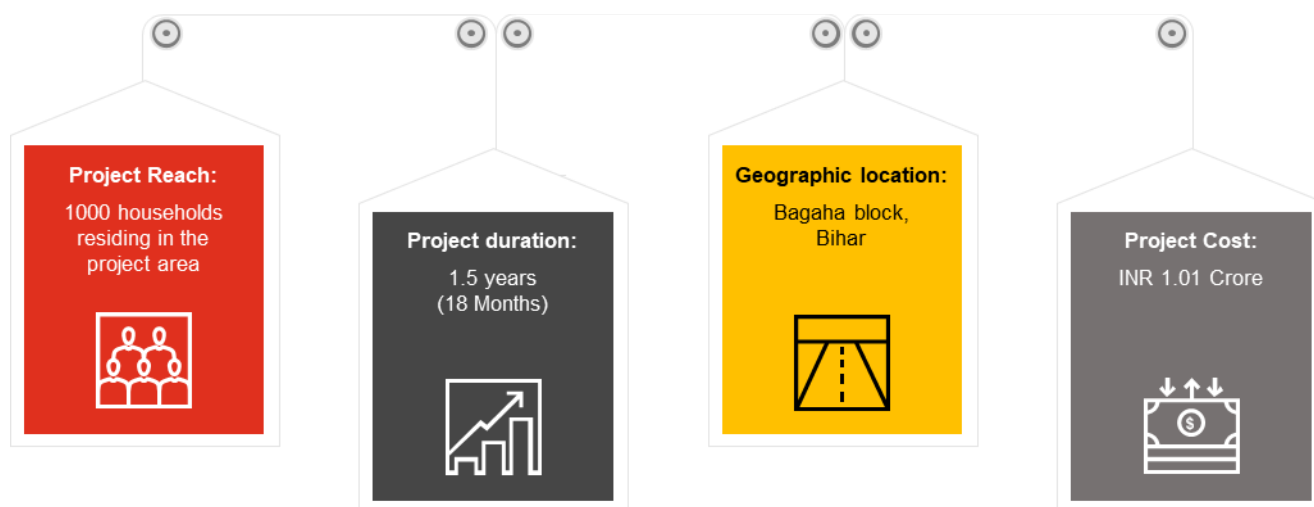 Project Reach:
1000 households
residing in the
project area
Project duration:
1.5 years
(18 Months)
Geographic location:
Bagaha block,
Bihar
Project Cost:
INR 1.01 Crore
$